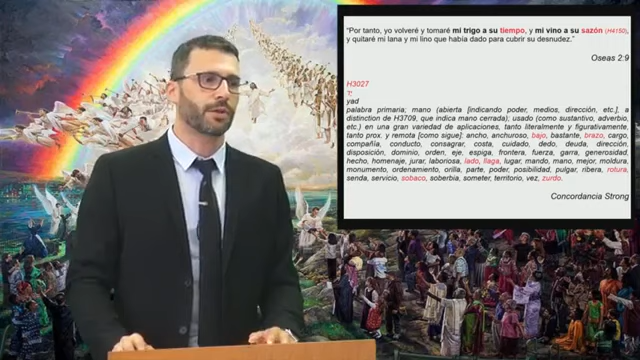 "Por tanto, yo volveré y tomaré mi trigo a su tiempo, y mi vino a su sazón (H4150),
y quitaré mi lana y mi lino que había dado para cubrir su desnudez."
Oseas 2:9
H3027
יָד
yad
palabra primaria; mano (abierta [indicando poder, medios, dirección, etc.], a
distinction de H3709, que indica mano cerrada); usado (como sustantivo, adverbio,
etc.) en un gran variedad de aplicaciones, tanto literalmente y figurativamente,
tanto prox. y remota [como sigue]: ancho, anchuroso, bajo, bastante, brazo, cargo,
compañía, conducto, consagrar, costa, cuidado, dedo, deuda, dirección,
disposición, dominio, orden, eje, espiga, frontera, fuerza, garra, generosidad,
hecho, homenaje, jurar, laboriosa, lado, llaga, lugar, mando, mano, mejor, moldura,
monumento, ordenamiento, orilla, parte, poder, posibilidad, pulgar, ribera, rotura,
senda, servicio, sobaco, soberbia, someter, territorio, vez, zurdo.
Concordancia Strong